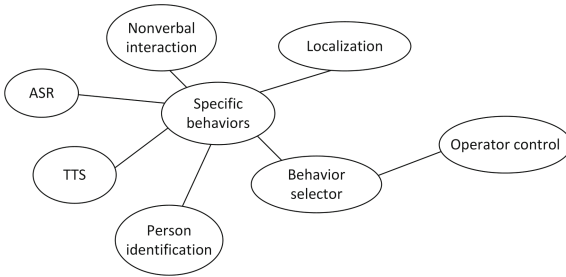 Nonverbal
interaction
Localization
ASR
Specific
behaviors
Operator control
TTS
Behavior
selector
Person
identification